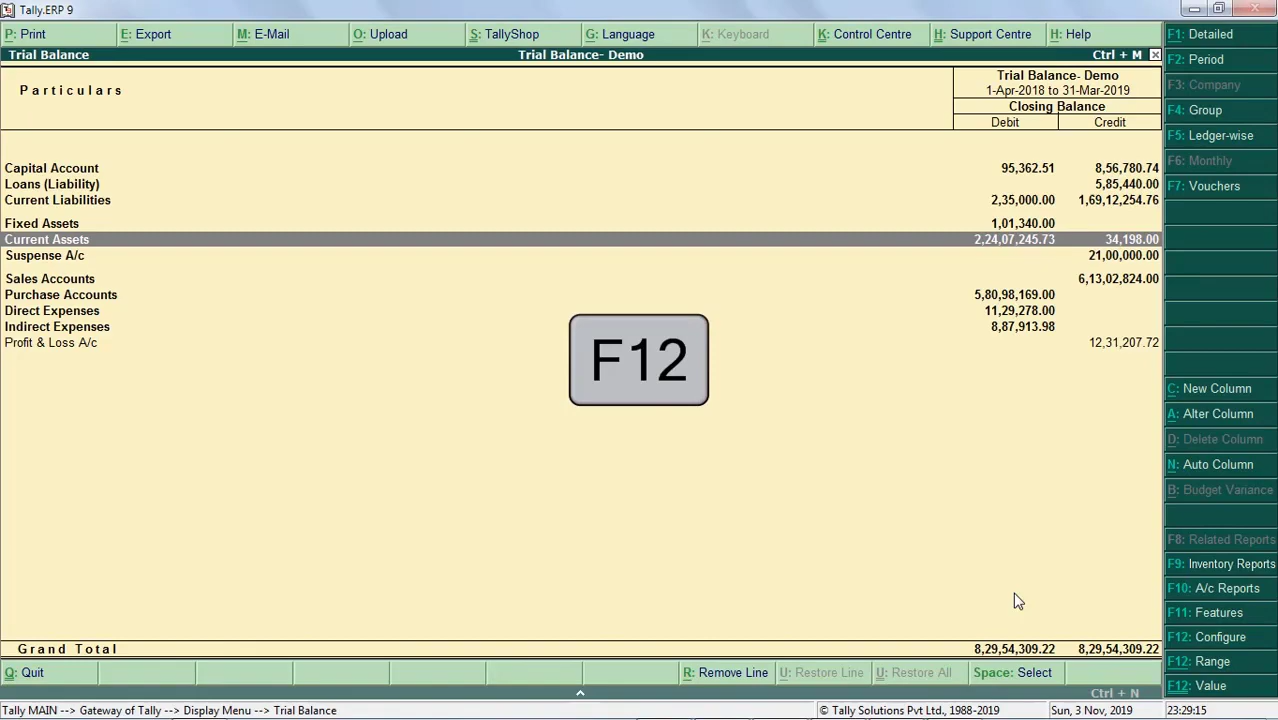 Tally.ERP 9
P: Print E: Export M: E-Mail O: Upload S: TallyShop G: Language K: Keyboard K: Control Centre H: Support Centre H: Help
Trial Balance Trial Balance- Demo Ctrl + M
Particulars
Trial Balance- Demo
1-Apr-2018 to 31-Mar-2019
Closing Balance
Debit Credit
Capital Account 95,362.51 8,56,780.74
Loans (Liability) 5,85,440.00
Current Liabilities 2,35,000.00 1,69,12,254.76
Fixed Assets 1,01,340.00
Current Assets 2,24,07,245.73 34,198.00
Suspense A/c 21,00,000.00
Sales Accounts 6,13,02,824.00
Purchase Accounts 5,80,98,169.00
Direct Expenses 11,29,278.00
Indirect Expenses 8,87,913.98
Profit & Loss A/c 12,31,207.72
F12
Grand Total 8,29,54,309.22 8,29,54,309.22
F1: Detailed
F2: Period
F3: Company
F4: Group
F5: Ledger-wise
F6: Monthly
F7: Vouchers
C: New Column
A: Alter Column
D: Delete Column
N: Auto Column
B: Budget Variance
F8: Related Reports
F9: Inventory Reports
F10: A/c Reports
F11: Features
F12: Configure
F12: Range
F12: Value
Q: Quit R: Remove Line U: Restore Line U: Restore All Space: Select
Ctrl + N
Tally MAIN --> Gateway of Tally --> Display Menu --> Trial Balance © Tally Solutions Pvt Ltd., 1988-2019 Sun, 3 Nov, 2019 23:29:15